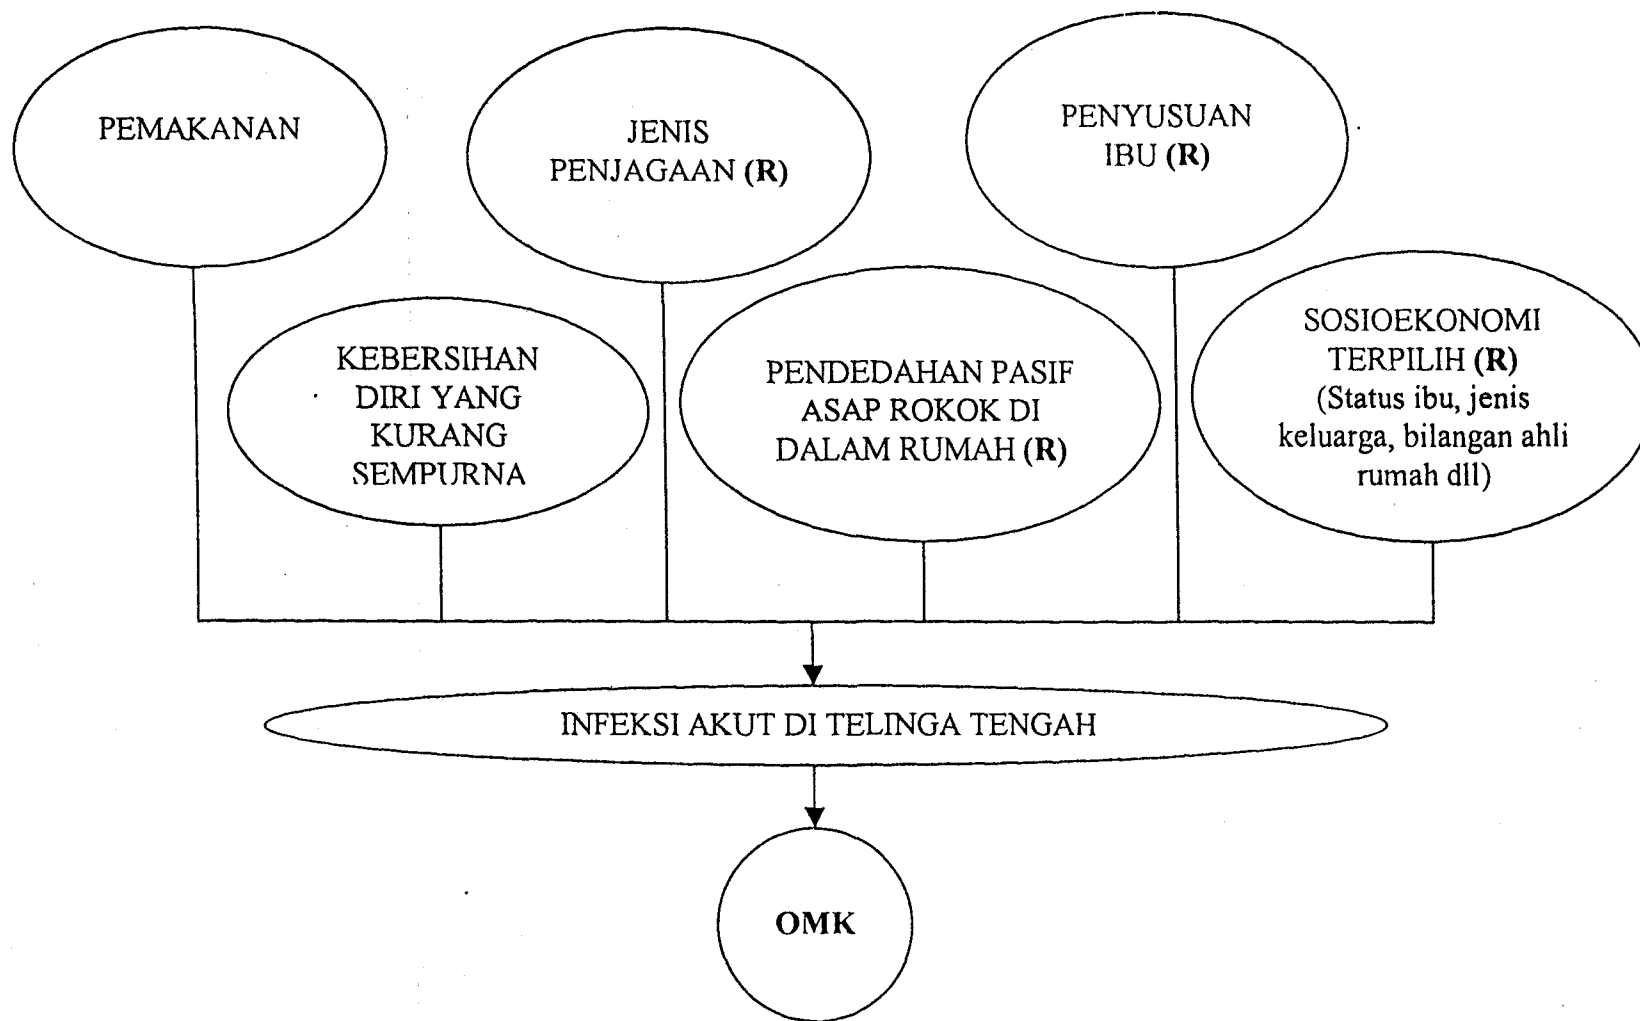 PEMAKANAN
JENIS
PENJAGAAN (R)
PENYUSUAN
IBU (R)
KEBERSIHAN
DIRI YANG
KURANG
SEMPURNA
PENDEDAHAN PASIF
ASAP ROKOK DI
DALAM RUMAH (R)
SOSIOEKONOMI
TERPILIH (R)
(Status ibu, jenis
keluarga, bilangan ahli
rumah dll)
INFEKSI AKUT DI TELINGA TENGAH
OMK